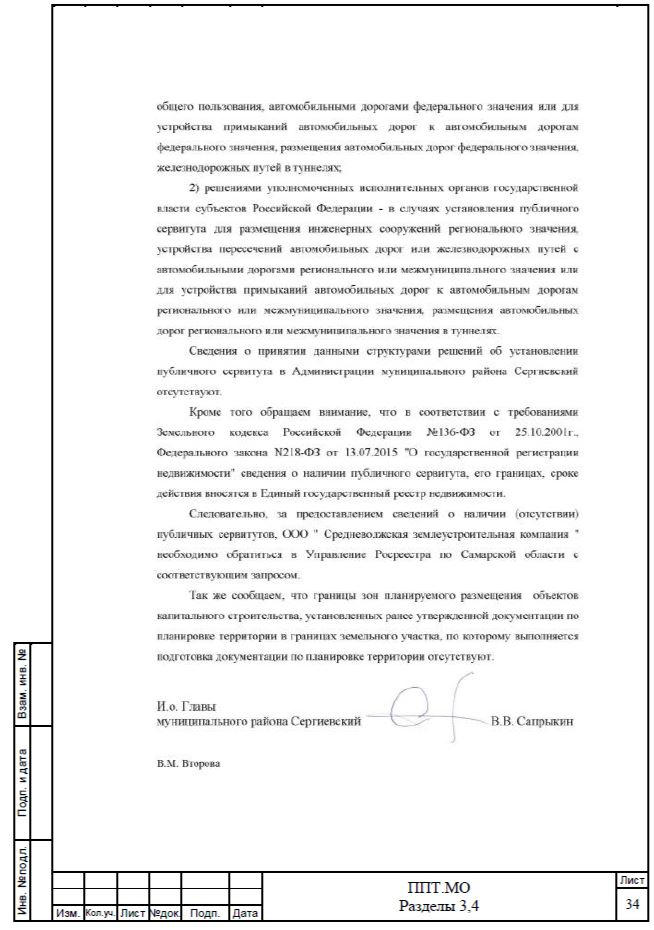 общего пользования, автомобильными дорогами федерального значения или для
устройства примыканий автомобильных дорог к автомобильным дорогам
федерального значения, размещения автомобильных дорог федерального значения,
железнодорожных путей в туннелях;
2) решениями уполномоченных исполнительных органов государственной
власти субъектов Российской Федерации - в случаях установления публичного
сервитута для размещения инженерных сооружений регионального значения,
устройства пересечений автомобильных дорог или железнодорожных путей с
автомобильными дорогами регионального или межмуниципального значения или
для устройства примыканий автомобильных дорог к автомобильным дорогам
регионального или межмуниципального значения, размещения автомобильных
дорог регионального или межмуниципального значения в туннелях.
Сведения о принятии данными структурами решений об установлении
публичного сервитута в Администрации муниципального района Сергиевский
отсутствуют.
Кроме того обращаем внимание, что в соответствии с требованиями
Земельного кодекса Российской Федерации №136-ФЗ от 25.10.2001г.,
Федерального закона N218-ФЗ от 13.07.2015 "О государственной регистрации
недвижимости" сведения о наличии публичного сервитута, его границах, сроке
действия вносятся в Единый государственный реестр недвижимости.
Следовательно, за предоставлением сведений о наличии (отсутствии)
публичных сервитутов, ООО " Средневолжская землеустроительная компания "
необходимо обратиться в Управление Росреестра по Самарской области с
соответствующим запросом.
Так же сообщаем, что границы зон планируемого размещения объектов
капитального строительства, установленных ранее утвержденной документации по
планировке территории в границах земельного участка, по которому выполняется
подготовка документации по планировке территории отсутствуют.
И.о. Главы
муниципального района Сергиевский В.В. Сапрыкин
В.М. Второва
Взам. инв. №
Подп. и дата
Инв. №подл.
Изм. Кол.уч. Лист №док Подп. Дата
ППТ.МО
Разделы 3,4
Лист
34